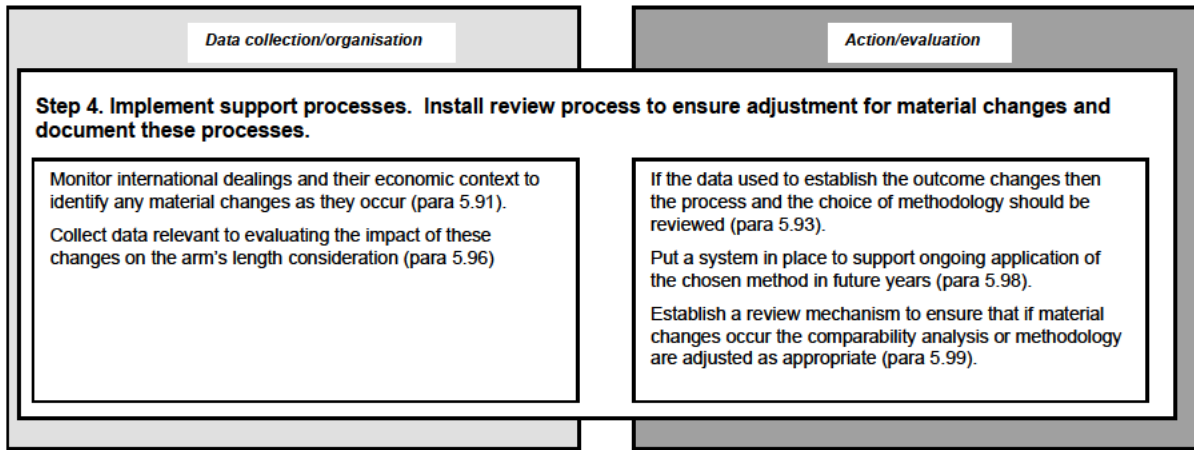 Data collection/organisation
Action/evaluation
Step 4. Implement support processes.  Install review process to ensure adjustment for material changes and
document these processes.
Monitor international dealings and their economic context to
identify any material changes as they occur (para 5.91).
Collect data relevant to evaluating the impact of these
changes on the arm's length consideration (para 5.96)
If the data used to establish the outcome changes then
the process and the choice of methodology should be
reviewed (para 5.93).
Put a system in place to support ongoing application of
the chosen method in future years (para 5.98).
Establish a review mechanism to ensure that if material
changes occur the comparability analysis or methodology
are adjusted as appropriate (para 5.99).